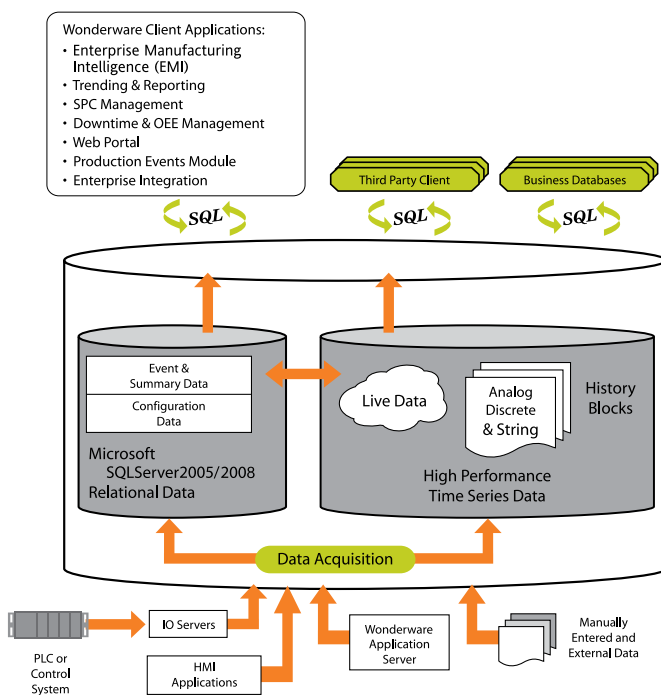 Wonderware Client Applications:
• Enterprise Manufacturing
Intelligence (EMI)
• Trending & Reporting
• SPC Management
• Downtime & OEE Management
• Web Portal
• Production Events Module
• Enterprise Integration
Third Party Client
Business Databases
SQL
SQL
SQL
Event &
Summary Data
Configuration
Data
Microsoft
SQLServer2005/2008
Relational Data
Live Data
Analog
Discrete
& String
History
Blocks
High Performance
Time Series Data
Data Acquisition
PLC or
Control
System
IO Servers
HMI
Applications
Wonderware
Application
Server
Manually
Entered and
External Data